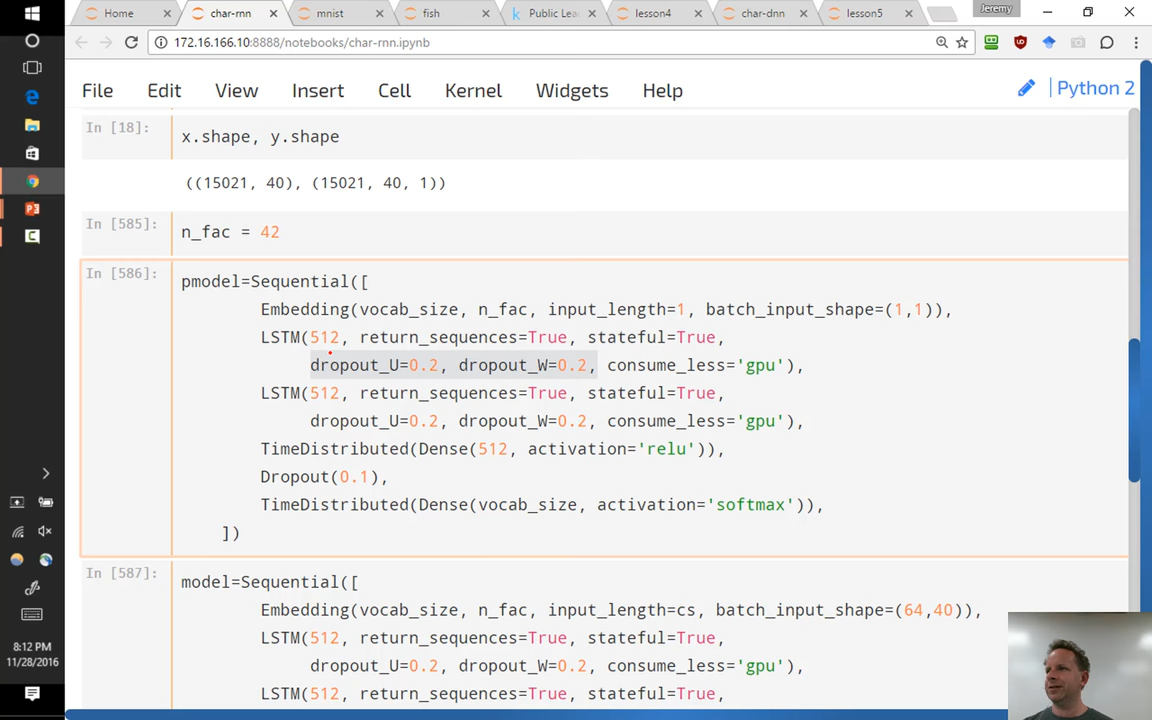 Home
char-rnn
mnist
fish
Public Lea
lesson4
char-dnn
lesson5
Jeremy
172.16.166.10:8888/notebooks/char-rnn.ipynb
File Edit View Insert Cell Kernel Widgets Help Python 2
In [18]: x.shape, y.shape
((15021, 40), (15021, 40, 1))
In [585]: n_fac = 42
In [586]: pmodel=Sequential([
Embedding(vocab_size, n_fac, input_length=1, batch_input_shape=(1,1)),
LSTM(512, return_sequences=True, stateful=True,
dropout_U=0.2, dropout_W=0.2, consume_less='gpu'),
LSTM(512, return_sequences=True, stateful=True,
dropout_U=0.2, dropout_W=0.2, consume_less='gpu'),
TimeDistributed(Dense(512, activation='relu')),
Dropout(0.1),
TimeDistributed(Dense(vocab_size, activation='softmax')),
])
In [587]: model=Sequential([
Embedding(vocab_size, n_fac, input_length=cs, batch_input_shape=(64,40)),
LSTM(512, return_sequences=True, stateful=True,
dropout_U=0.2, dropout_W=0.2, consume_less='gpu'),
LSTM(512, return_sequences=True, stateful=True,
8:12 PM
11/28/2016